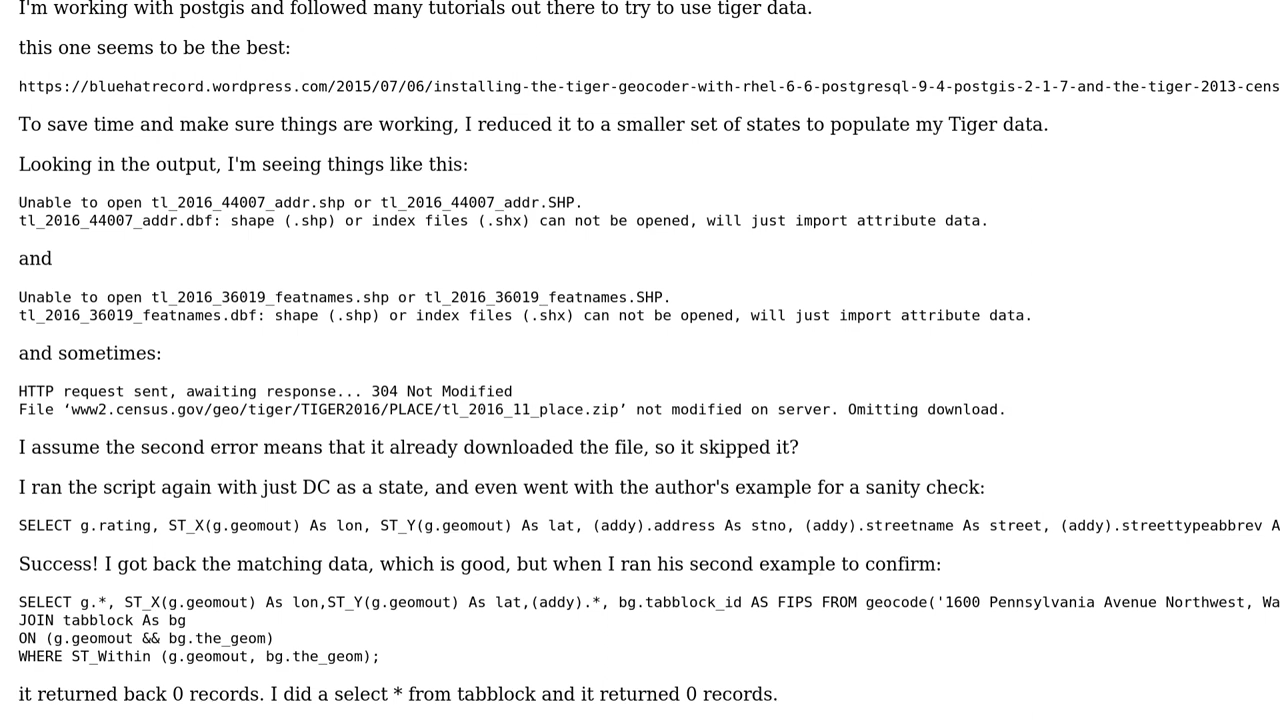 I'm working with postgis and followed many tutorials out there to try to use tiger data.
this one seems to be the best:
https://bluehatrecord.wordpress.com/2015/07/06/installing-the-tiger-geocoder-with-rhel-6-6-postgresql-9-4-postgis-2-1-7-and-the-tiger-2013-cens
To save time and make sure things are working, I reduced it to a smaller set of states to populate my Tiger data.
Looking in the output, I'm seeing things like this:
Unable to open tl_2016_44007_addr.shp or tl_2016_44007_addr.SHP.
tl_2016_44007_addr.dbf: shape (.shp) or index files (.shx) can not be opened, will just import attribute data.
and
Unable to open tl_2016_36019_featnames.shp or tl_2016_36019_featnames.SHP.
tl_2016_36019_featnames.dbf: shape (.shp) or index files (.shx) can not be opened, will just import attribute data.
and sometimes:
HTTP request sent, awaiting response... 304 Not Modified
File ‘www2.census.gov/geo/tiger/TIGER2016/PLACE/tl_2016_11_place.zip’ not modified on server. Omitting download.
I assume the second error means that it already downloaded the file, so it skipped it?
I ran the script again with just DC as a state, and even went with the author's example for a sanity check:
SELECT g.rating, ST_X(g.geomout) As lon, ST_Y(g.geomout) As lat, (addy).address As stno, (addy).streetname As street, (addy).streettypeabbrev A
Success! I got back the matching data, which is good, but when I ran his second example to confirm:
SELECT g.*, ST_X(g.geomout) As lon,ST_Y(g.geomout) As lat,(addy).*, bg.tabblock_id AS FIPS FROM geocode('1600 Pennsylvania Avenue Northwest, Wa
JOIN tabblock As bg
ON (g.geomout && bg.the_geom)
WHERE ST_Within (g.geomout, bg.the_geom);
it returned back 0 records. I did a select * from tabblock and it returned 0 records.